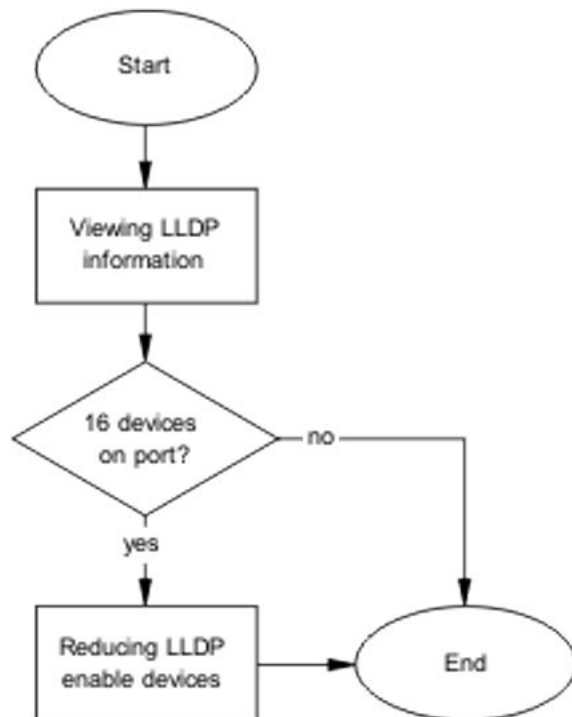 Start
Viewing LLDP
information
16 devices
on port?
no
yes
Reducing LLDP
enable devices
End